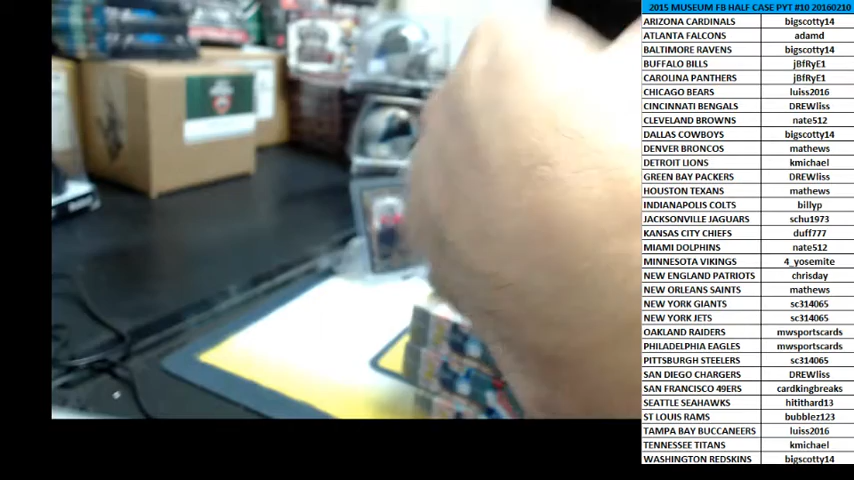 2015 MUSEUM FB HALF CASE PYT #10 20160210
ARIZONA CARDINALS bigscotty14
ATLANTA FALCONS adamd
BALTIMORE RAVENS bigscotty14
BUFFALO BILLS jBfRyE1
CAROLINA PANTHERS jBfRyE1
CHICAGO BEARS luiss2016
CINCINNATI BENGALS DREWliss
CLEVELAND BROWNS nate512
DALLAS COWBOYS bigscotty14
DENVER BRONCOS mathews
DETROIT LIONS kmichael
GREEN BAY PACKERS DREWliss
HOUSTON TEXANS mathews
INDIANAPOLIS COLTS billyp
JACKSONVILLE JAGUARS schu1973
KANSAS CITY CHIEFS duff777
MIAMI DOLPHINS nate512
MINNESOTA VIKINGS 4_yosemite
NEW ENGLAND PATRIOTS chrisday
NEW ORLEANS SAINTS mathews
NEW YORK GIANTS sc314065
NEW YORK JETS sc314065
OAKLAND RAIDERS mwsportscards
PHILADELPHIA EAGLES mwsportscards
PITTSBURGH STEELERS sc314065
SAN DIEGO CHARGERS DREWliss
SAN FRANCISCO 49ERS cardkingbreaks
SEATTLE SEAHAWKS hitithard13
ST LOUIS RAMS bubblez123
TAMPA BAY BUCCANEERS luiss2016
TENNESSEE TITANS kmichael
WASHINGTON REDSKINS bigscotty14